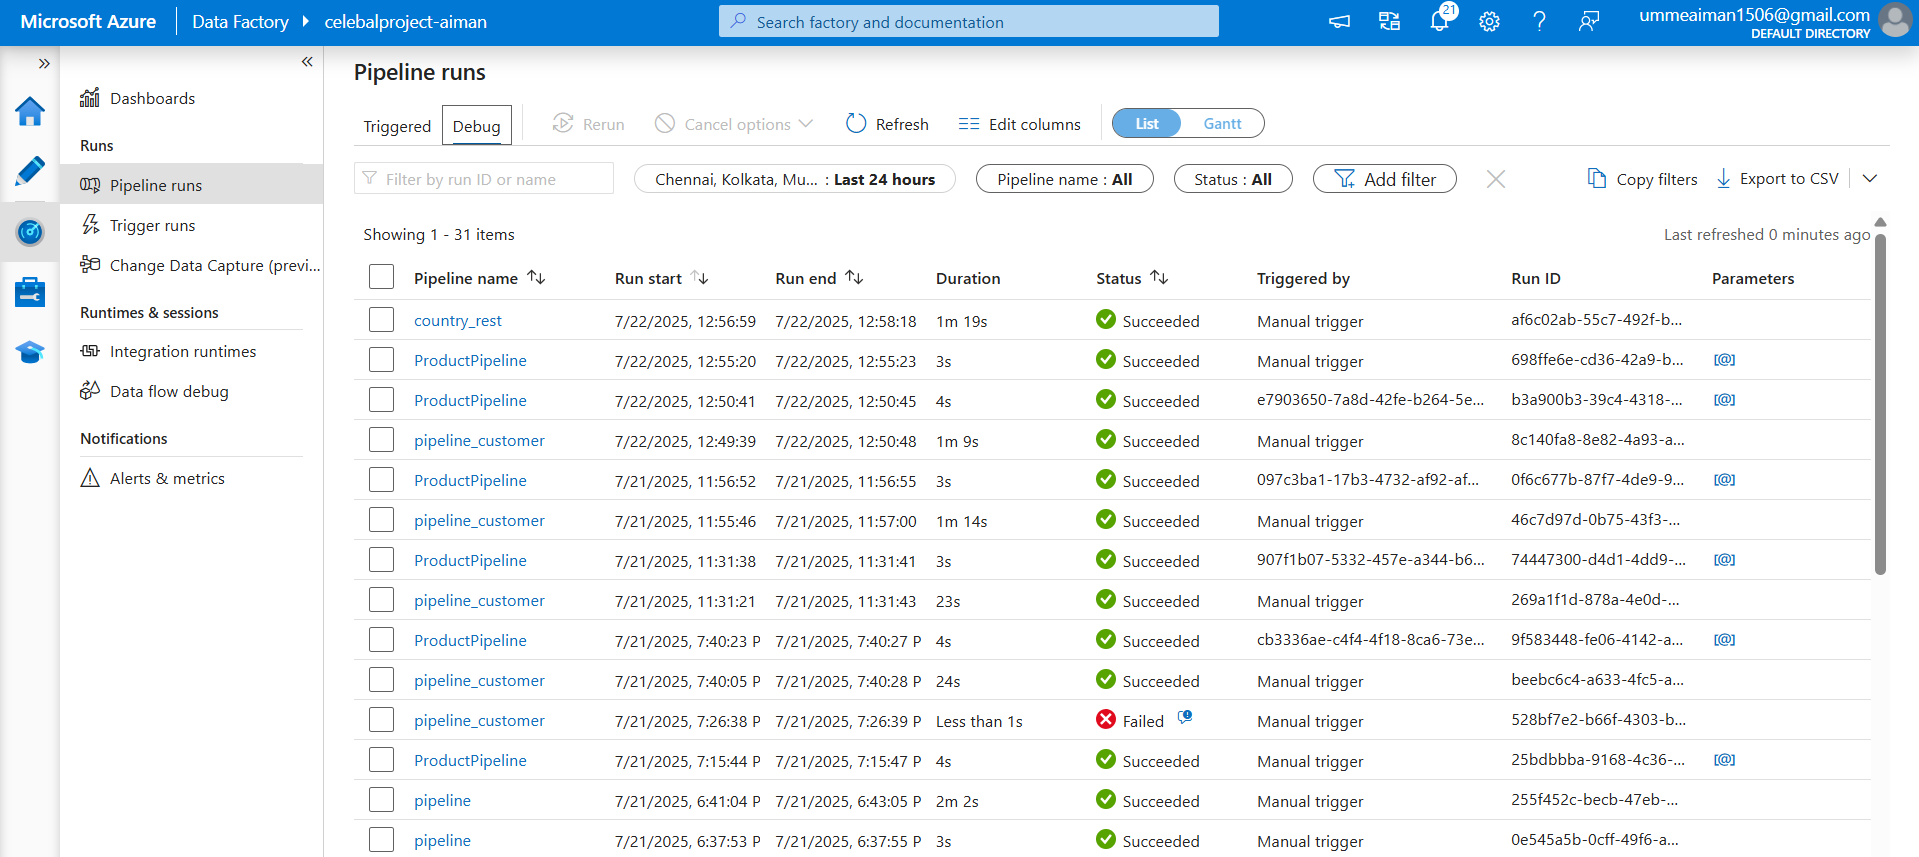 Microsoft Azure
Data Factory
celebalproject-aiman
Search factory and documentation
21
ummeaiman1506@gmail.com
DEFAULT DIRECTORY
Dashboards
Runs
Pipeline runs
Trigger runs
Change Data Capture (previ...
Runtimes & sessions
Integration runtimes
Data flow debug
Notifications
Alerts & metrics
Pipeline runs
Triggered Debug Rerun Cancel options Refresh Edit columns List Gantt
Filter by run ID or name Chennai, Kolkata, Mu... : Last 24 hours Pipeline name : All Status : All Add filter Copy filters Export to CSV
Showing 1 - 31 items Last refreshed 0 minutes ago
Pipeline name Run start Run end Duration Status Triggered by Run ID Parameters
country_rest 7/22/2025, 12:56:59 7/22/2025, 12:58:18 1m 19s Succeeded Manual trigger af6c02ab-55c7-492f-b...
ProductPipeline 7/22/2025, 12:55:20 7/22/2025, 12:55:23 3s Succeeded Manual trigger 698ffe6e-cd36-42a9-b... [@]
ProductPipeline 7/22/2025, 12:50:41 7/22/2025, 12:50:45 4s Succeeded e7903650-7a8d-42fe-b264-5e... b3a900b3-39c4-4318-... [@]
pipeline_customer 7/22/2025, 12:49:39 7/22/2025, 12:50:48 1m 9s Succeeded Manual trigger 8c140fa8-8e82-4a93-a...
ProductPipeline 7/21/2025, 11:56:52 7/21/2025, 11:56:55 3s Succeeded 097c3ba1-17b3-4732-af92-af... 0f6c677b-87f7-4de9-9... [@]
pipeline_customer 7/21/2025, 11:55:46 7/21/2025, 11:57:00 1m 14s Succeeded Manual trigger 46c7d97d-0b75-43f3-...
ProductPipeline 7/21/2025, 11:31:38 7/21/2025, 11:31:41 3s Succeeded 907f1b07-5332-457e-a344-b6... 74447300-d4d1-4dd9-... [@]
pipeline_customer 7/21/2025, 11:31:21 7/21/2025, 11:31:43 23s Succeeded Manual trigger 269a1f1d-878a-4e0d-...
ProductPipeline 7/21/2025, 7:40:23 P 7/21/2025, 7:40:27 P 4s Succeeded cb3336ae-c4f4-4f18-8ca6-73e... 9f583448-fe06-4142-a... [@]
pipeline_customer 7/21/2025, 7:40:05 P 7/21/2025, 7:40:28 P 24s Succeeded Manual trigger beebc6c4-a633-4fc5-a...
pipeline_customer 7/21/2025, 7:26:38 P 7/21/2025, 7:26:39 P Less than 1s Failed Manual trigger 528bf7e2-b66f-4303-b...
ProductPipeline 7/21/2025, 7:15:44 P 7/21/2025, 7:15:47 P 4s Succeeded Manual trigger 25bdbbba-9168-4c36-... [@]
pipeline 7/21/2025, 6:41:04 P 7/21/2025, 6:43:05 P 2m 2s Succeeded Manual trigger 255f452c-becb-47eb-...
pipeline 7/21/2025, 6:37:53 P 7/21/2025, 6:37:55 P 3s Succeeded Manual trigger 0e545a5b-0cff-49f6-a...